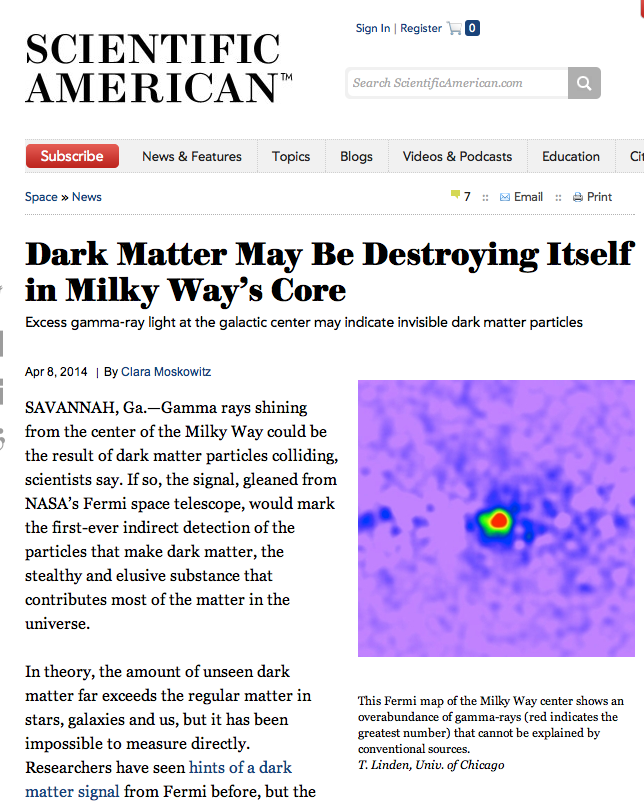 Sign In | Register 0
SCIENTIFIC
AMERICAN™
Search ScientificAmerican.com
Subscribe News & Features Topics Blogs Videos & Podcasts Education
Space » News 7 :: Email :: Print
Dark Matter May Be Destroying Itself
in Milky Way's Core
Excess gamma-ray light at the galactic center may indicate invisible dark matter particles
Apr 8, 2014 | By Clara Moskowitz
SAVANNAH, Ga.—Gamma rays shining
from the center of the Milky Way could be
the result of dark matter particles colliding,
scientists say. If so, the signal, gleaned from
NASA's Fermi space telescope, would mark
the first-ever indirect detection of the
particles that make dark matter, the
stealthy and elusive substance that
contributes most of the matter in the
universe.
In theory, the amount of unseen dark
matter far exceeds the regular matter in
stars, galaxies and us, but it has been
impossible to measure directly.
Researchers have seen hints of a dark
matter signal from Fermi before, but the
This Fermi map of the Milky Way center shows an
overabundance of gamma-rays (red indicates the
greatest number) that cannot be explained by
conventional sources.
T. Linden, Univ. of Chicago